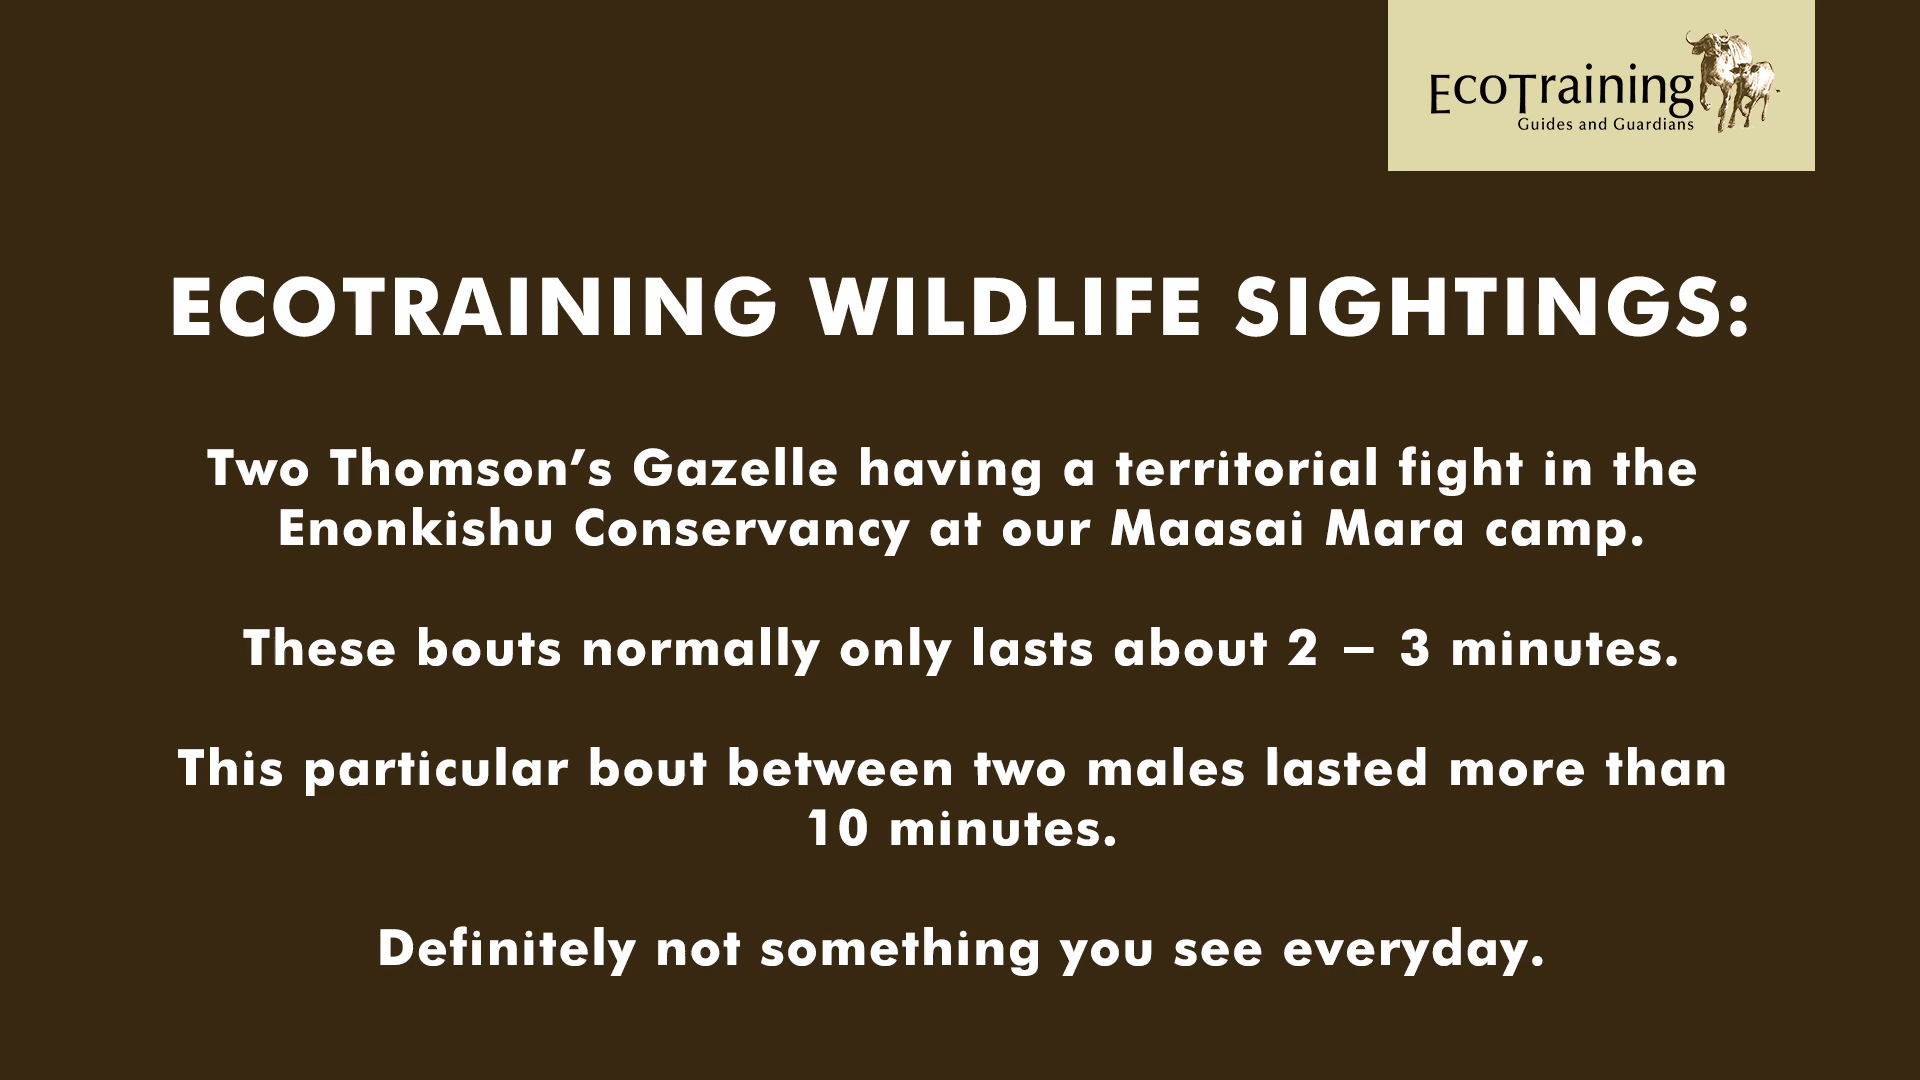 EcoTraining
Guides and Guardians
ECOTRAINING WILDLIFE SIGHTINGS:
Two Thomson’s Gazelle having a territorial fight in the
Enonkishu Conservancy at our Maasai Mara camp.
These bouts normally only lasts about 2 – 3 minutes.
This particular bout between two males lasted more than
10 minutes.
Definitely not something you see everyday.